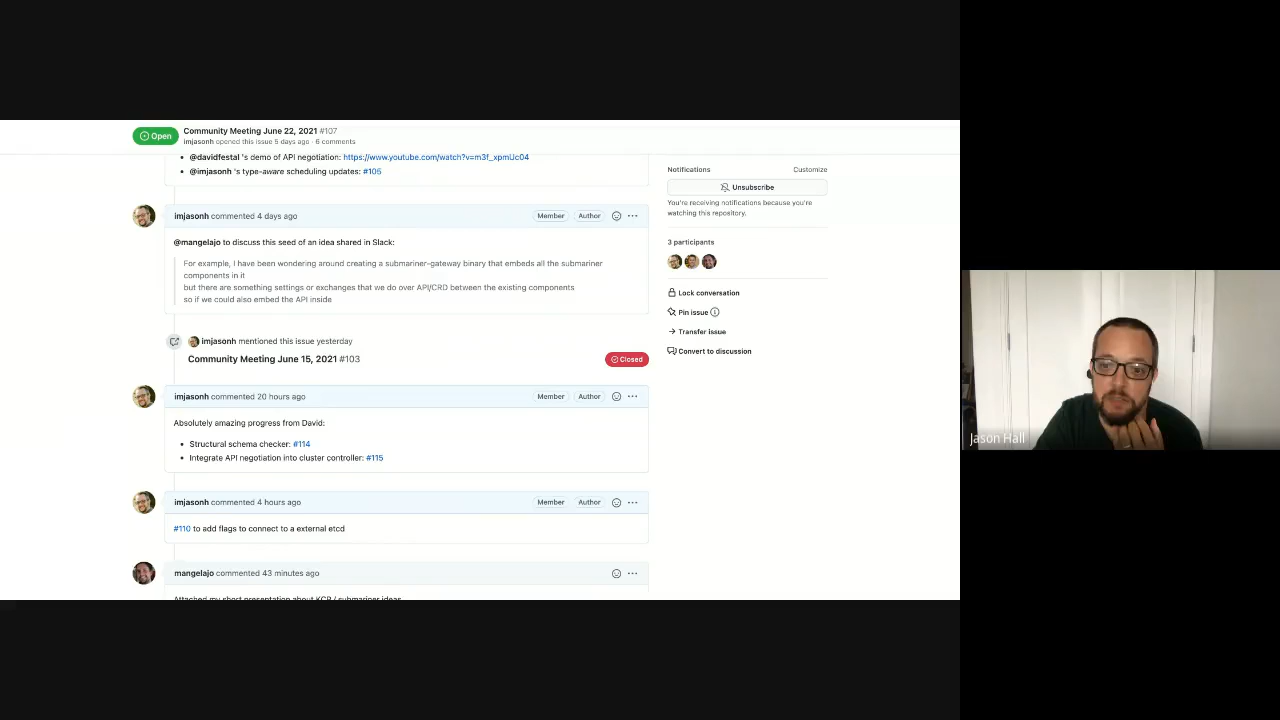 Open
Community Meeting June 22, 2021 #107
imjasonh opened this issue 5 days ago · 6 comments
@davidfestal 's demo of API negotiation: https://www.youtube.com/watch?v=m3f_xpmUc04
@imjasonh 's type-aware scheduling updates: #105
Notifications
Customize
Unsubscribe
You're receiving notifications because you're
watching this repository.
3 participants
Lock conversation
Pin issue
Transfer issue
Convert to discussion
imjasonh commented 4 days ago
Member
Author
@mangelajo to discuss this seed of an idea shared in Slack:
For example, I have been wondering around creating a submariner-gateway binary that embeds all the submariner
components in it
but there are something settings or exchanges that we do over API/CRD between the existing components
so if we could also embed the API inside
imjasonh mentioned this issue yesterday
Community Meeting June 15, 2021 #103
Closed
imjasonh commented 20 hours ago
Member
Author
Absolutely amazing progress from David:
Structural schema checker: #114
Integrate API negotiation into cluster controller: #115
imjasonh commented 4 hours ago
Member
Author
#110 to add flags to connect to a external etcd
mangelajo commented 43 minutes ago
Attached my short presentation about KCP / submariner ideas
Jason Hall